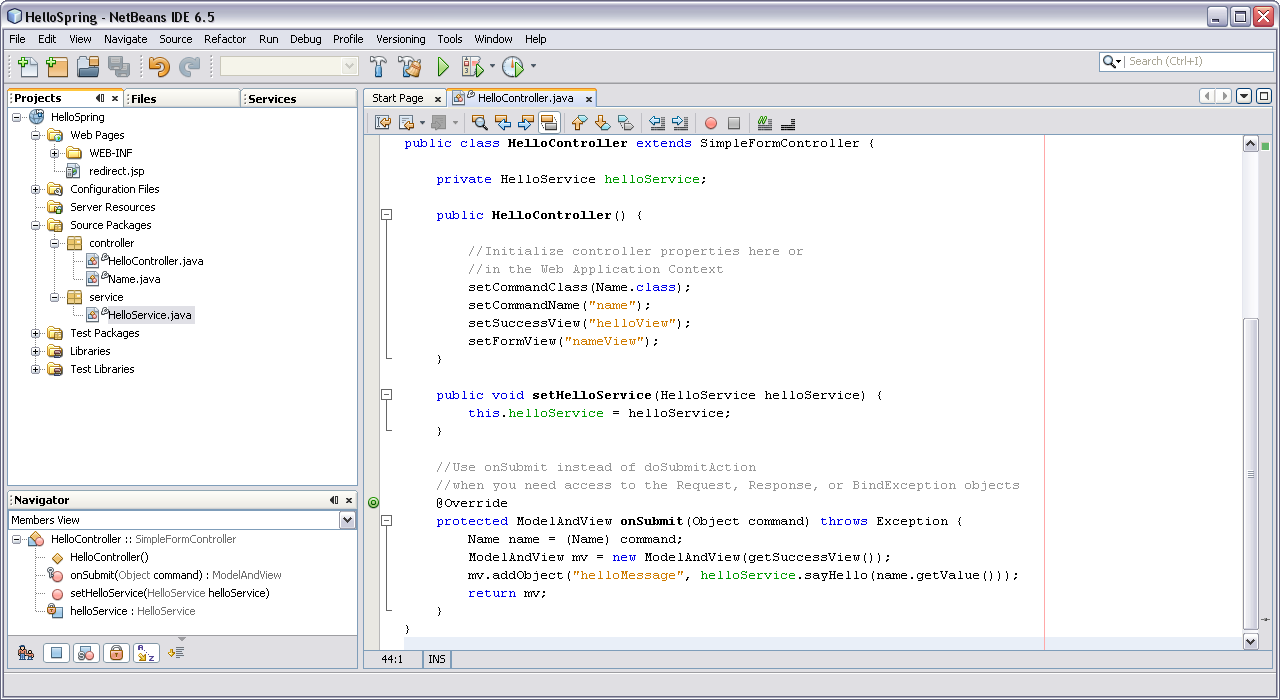 HelloSpring - NetBeans IDE 6.5
File Edit View Navigate Source Refactor Run Debug Profile Versioning Tools Window Help
Search (Ctrl+I)
Projects
Files
Services
HelloSpring
Web Pages
WEB-INF
redirect.jsp
Configuration Files
Server Resources
Source Packages
controller
HelloController.java
Name.java
service
HelloService.java
Test Packages
Libraries
Test Libraries
Navigator
Members View
HelloController :: SimpleFormController
HelloController()
onSubmit(Object command) : ModelAndView
setHelloService(HelloService helloService)
helloService : HelloService
Start Page
HelloController.java
public class HelloController extends SimpleFormController {
private HelloService helloService;
public HelloController() {
//Initialize controller properties here or
//in the Web Application Context
setCommandClass(Name.class);
setCommandName("name");
setSuccessView("helloView");
setFormView("nameView");
}
public void setHelloService(HelloService helloService) {
this.helloService = helloService;
}
//Use onSubmit instead of doSubmitAction
//when you need access to the Request, Response, or BindException objects
@Override
protected ModelAndView onSubmit(Object command) throws Exception {
Name name = (Name) command;
ModelAndView mv = new ModelAndView(getSuccessView());
mv.addObject("helloMessage", helloService.sayHello(name.getValue()));
return mv;
}
}
44:1 INS